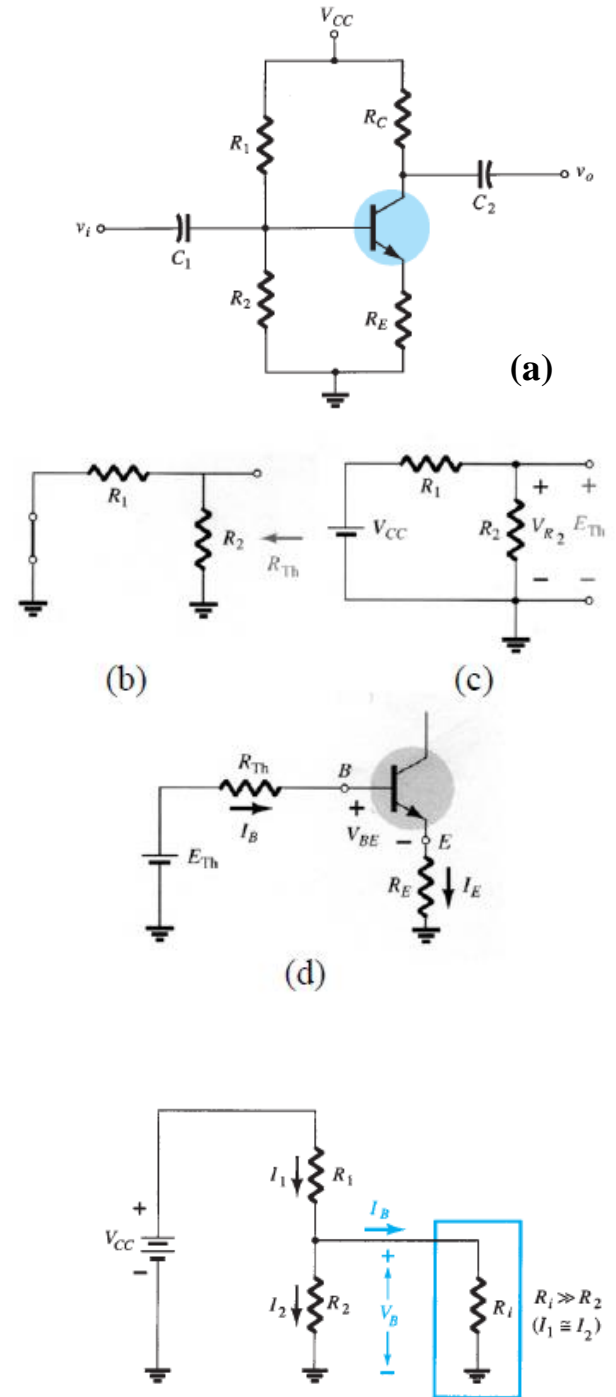 V_CC
R_1
R_C
v_o
C_2
v_i
C_1
R_2
R_E
(a)
R_1
R_2
R_Th
(b)
R_1
V_CC
R_2
+
V_R2
−
+
E_Th
−
(c)
R_Th
B
I_B
+
V_BE
−
E
E_Th
R_E
I_E
(d)
I_1
R_1
I_B
+
V_CC
−
+
I_2
R_2
V_B
−
R_i
R_i ≫ R_2
(I_1 ≅ I_2)